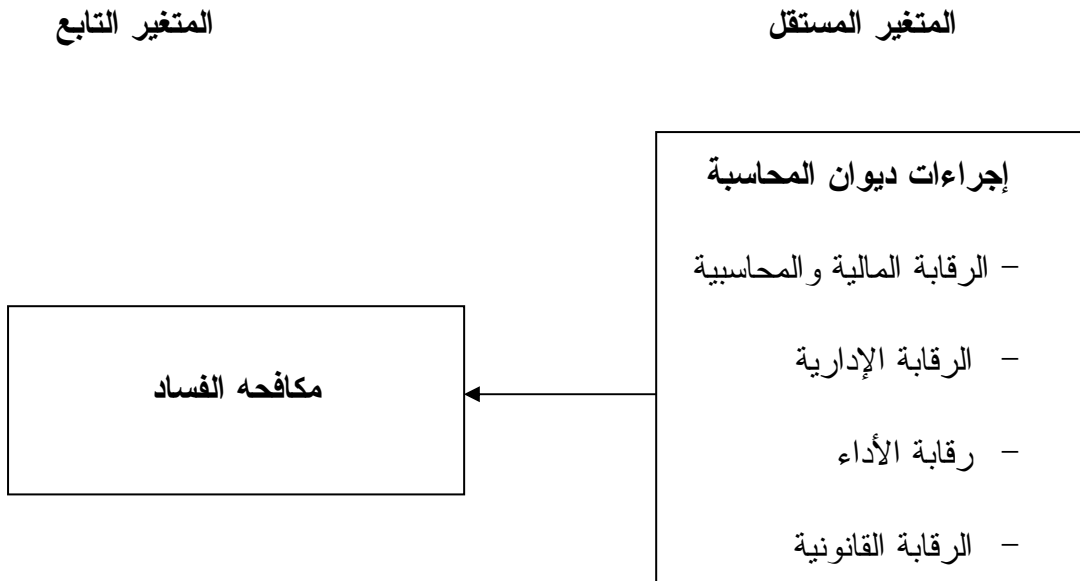 المتغير المستقل
المتغير التابع
إجراءات ديوان المحاسبة
– الرقابة المالية والمحاسبية
– الرقابة الإدارية
– رقابة الأداء
– الرقابة القانونية
مكافحه الفساد